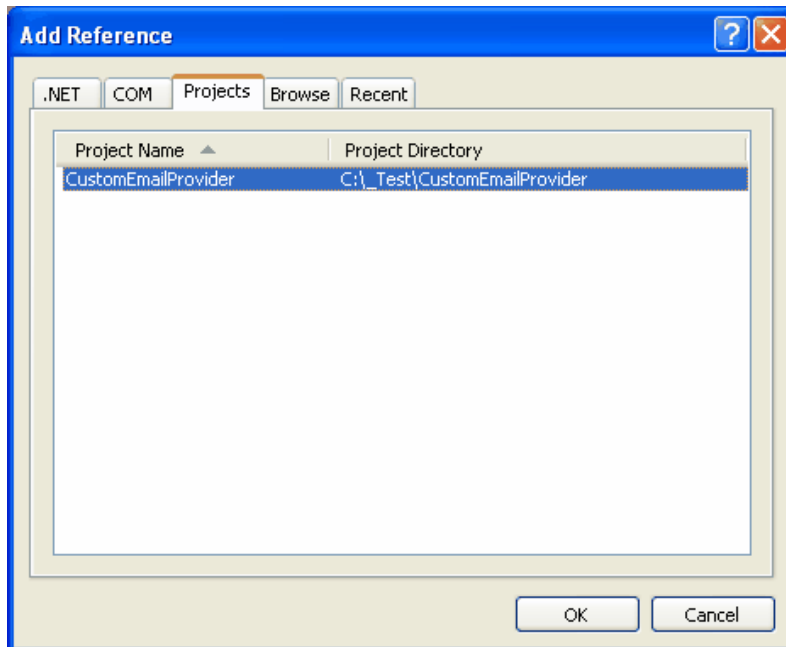 Add Reference
.NET COM Projects Browse Recent
Project Name Project Directory
CustomEmailProvider C:\_Test\CustomEmailProvider
OK Cancel